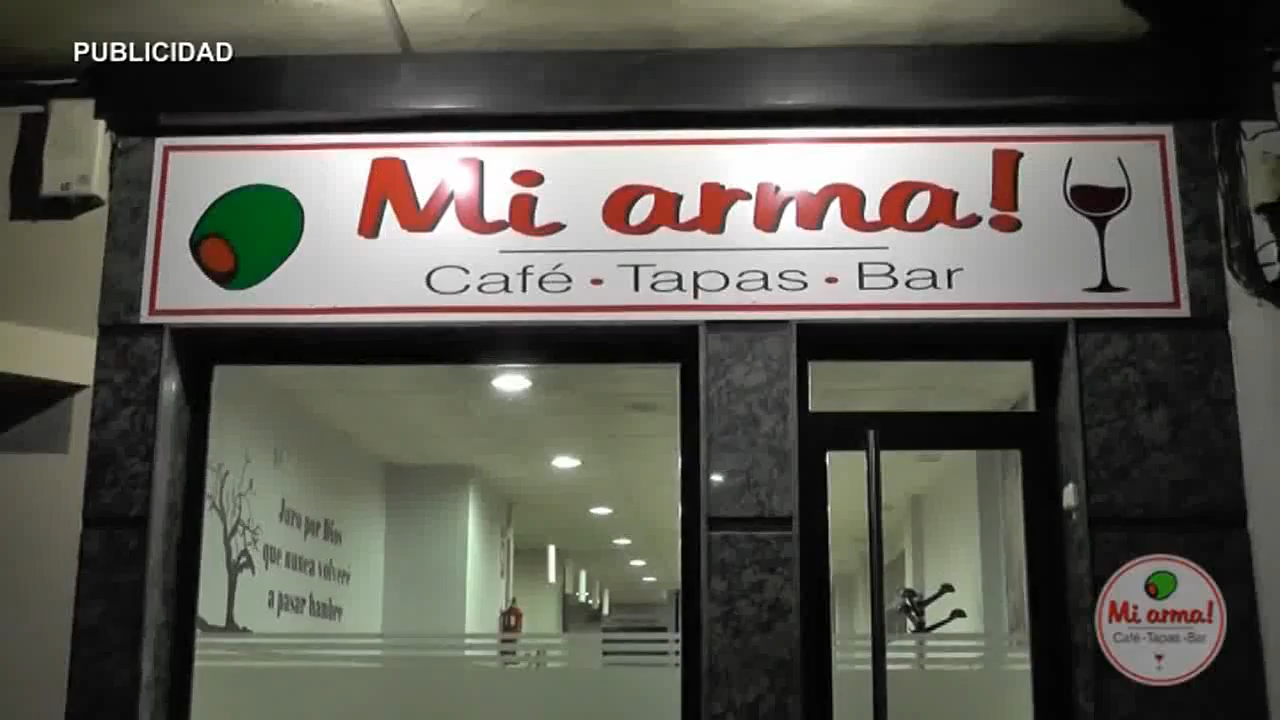 PUBLICIDAD
Mi arma!
Café • Tapas • Bar
Juro por Dios
que nunca volveré
a pasar hambre
Mi arma!
Café • Tapas • Bar